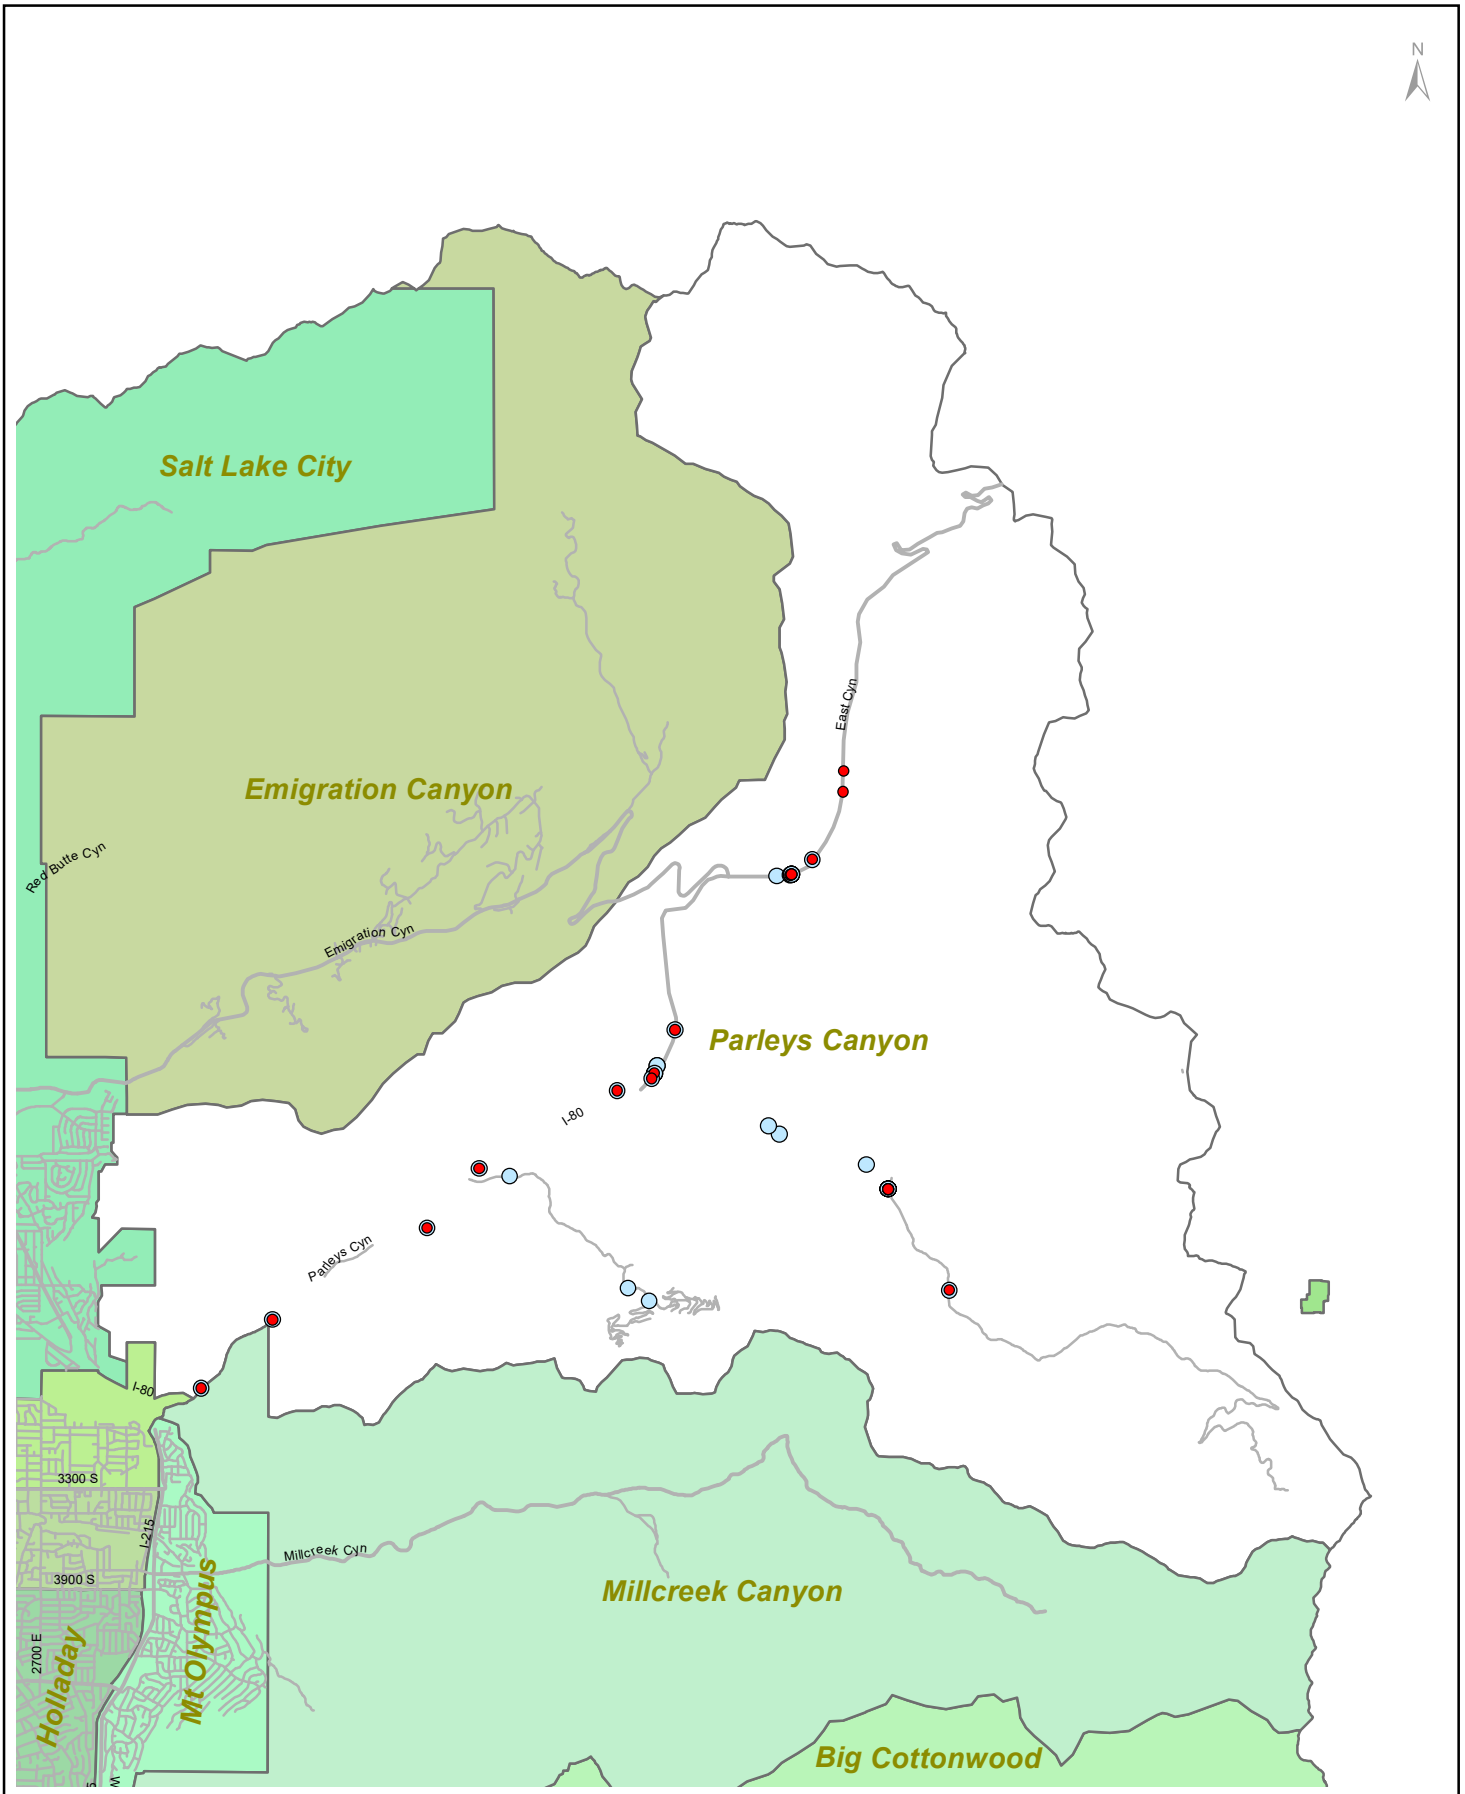 N
Salt Lake City
East Cyn
Emigration Canyon
Red Butte Cyn
Emigration Cyn
Parleys Canyon
I-80
Parleys Cyn
I-80
3300 S
I-215
Millcreek Cyn
3900 S
Millcreek Canyon
Mt Olympus
2700 E
Holladay
Big Cottonwood